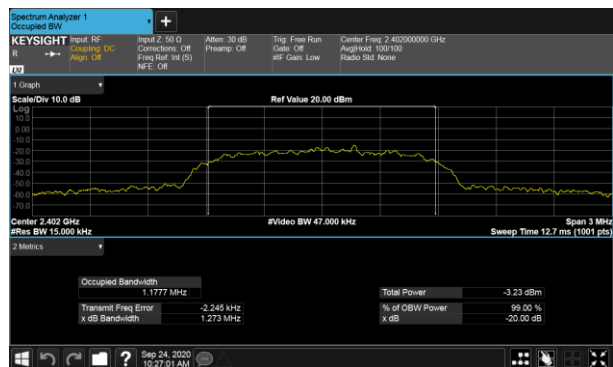 Spectrum Analyzer 1
Occupied BW
KEYSIGHT
R
LXI
Input: RF
Coupling: DC
Align: Off
Input Z: 50 Ω
Corrections: Off
Freq Ref: Int (S)
NFE: Off
Atten: 30 dB
Preamp: Off
Trig: Free Run
Gate: Off
#IF Gain: Low
Center Freq: 2.402000000 GHz
Avg|Hold: 100/100
Radio Std: None
1 Graph
Scale/Div 10.0 dB
Ref Value 20.00 dBm
Log
10.0
0.00
-10.0
-20.0
-30.0
-40.0
-50.0
-60.0
-70.0
Center 2.402 GHz
#Video BW 47.000 kHz
Span 3 MHz
#Res BW 15.000 kHz
Sweep Time 12.7 ms (1001 pts)
2 Metrics
Occupied Bandwidth
1.1777 MHz
Total Power -3.23 dBm
Transmit Freq Error -2.245 kHz
% of OBW Power 99.00 %
x dB Bandwidth 1.273 MHz
x dB -20.00 dB
?
Sep 24, 2020
10:27:01 AM